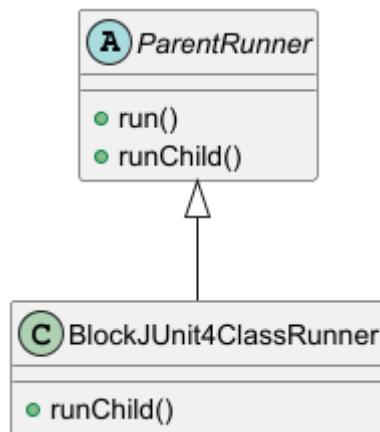 A ParentRunner
run()
runChild()
C BlockJUnit4ClassRunner
runChild()